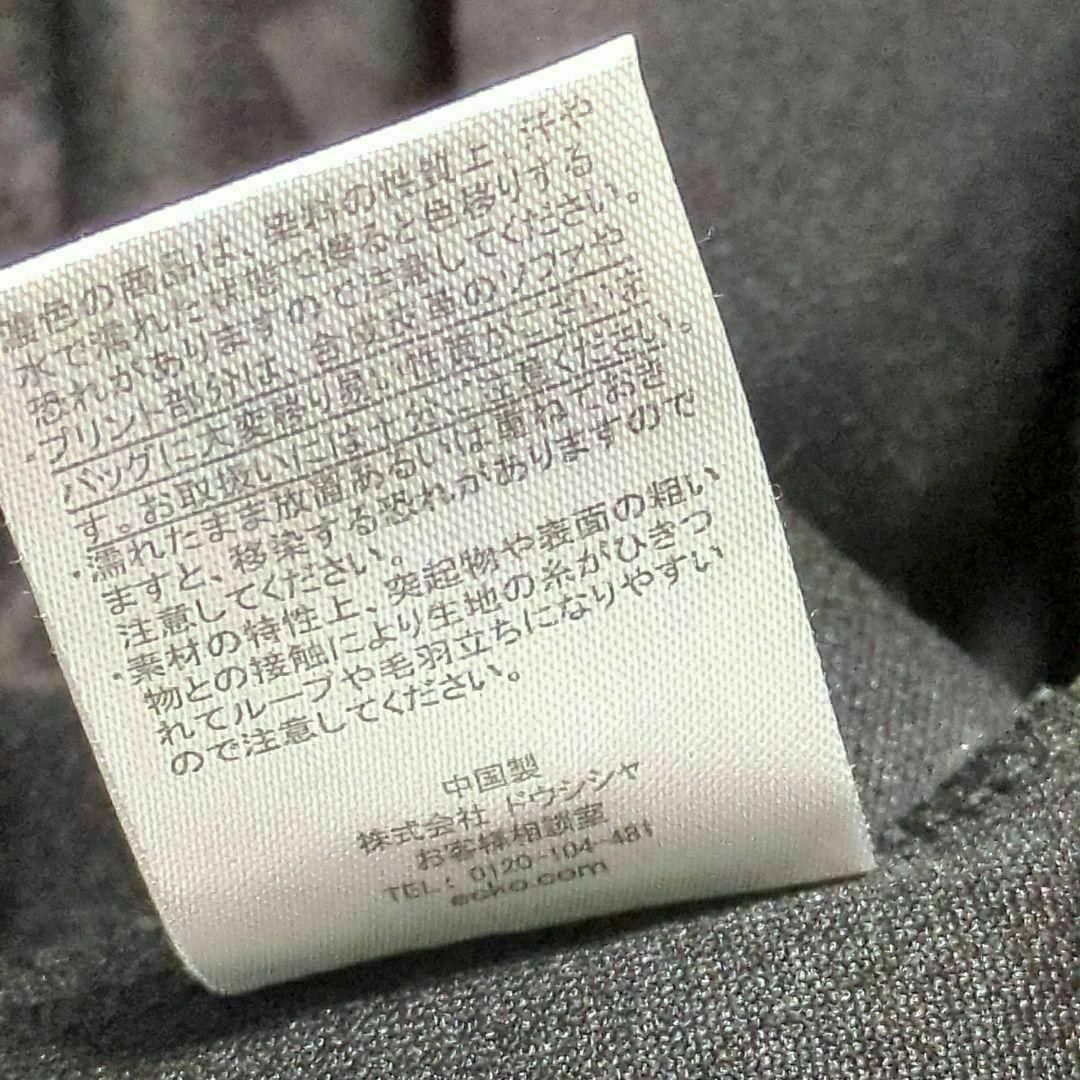 濃色の商品は、染料の性質上、汗や
水で濡れた状態で擦ると色移りする
恐れがありますので注意してください。
・プリント部分は、合成皮革のソファや
バッグに大変移り易い性質がございま
す。お取扱いには十分ご注意ください。
・濡れたまま放置あるいは重ねておき
ますと、移染する恐れがありますので
注意してください。
・素材の特性上、突起物や表面の粗い
物との接触により生地の糸がひきつ
れてループや毛羽立ちになりやすい
ので注意してください。
中国製
株式会社 ドウシシャ
お客様相談室
TEL: 0120-104-481
ecko.com